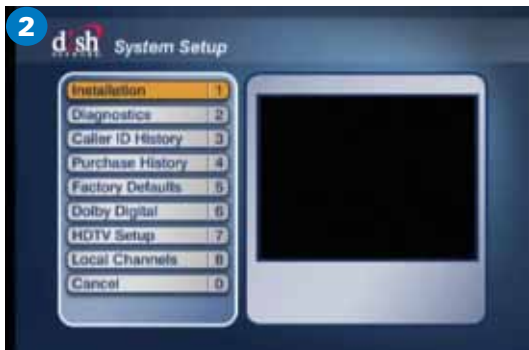 2
dish System Setup
NETWORK
Installation 1
Diagnostics 2
Caller ID History 3
Purchase History 4
Factory Defaults 5
Dolby Digital 6
HDTV Setup 7
Local Channels 8
Cancel 0